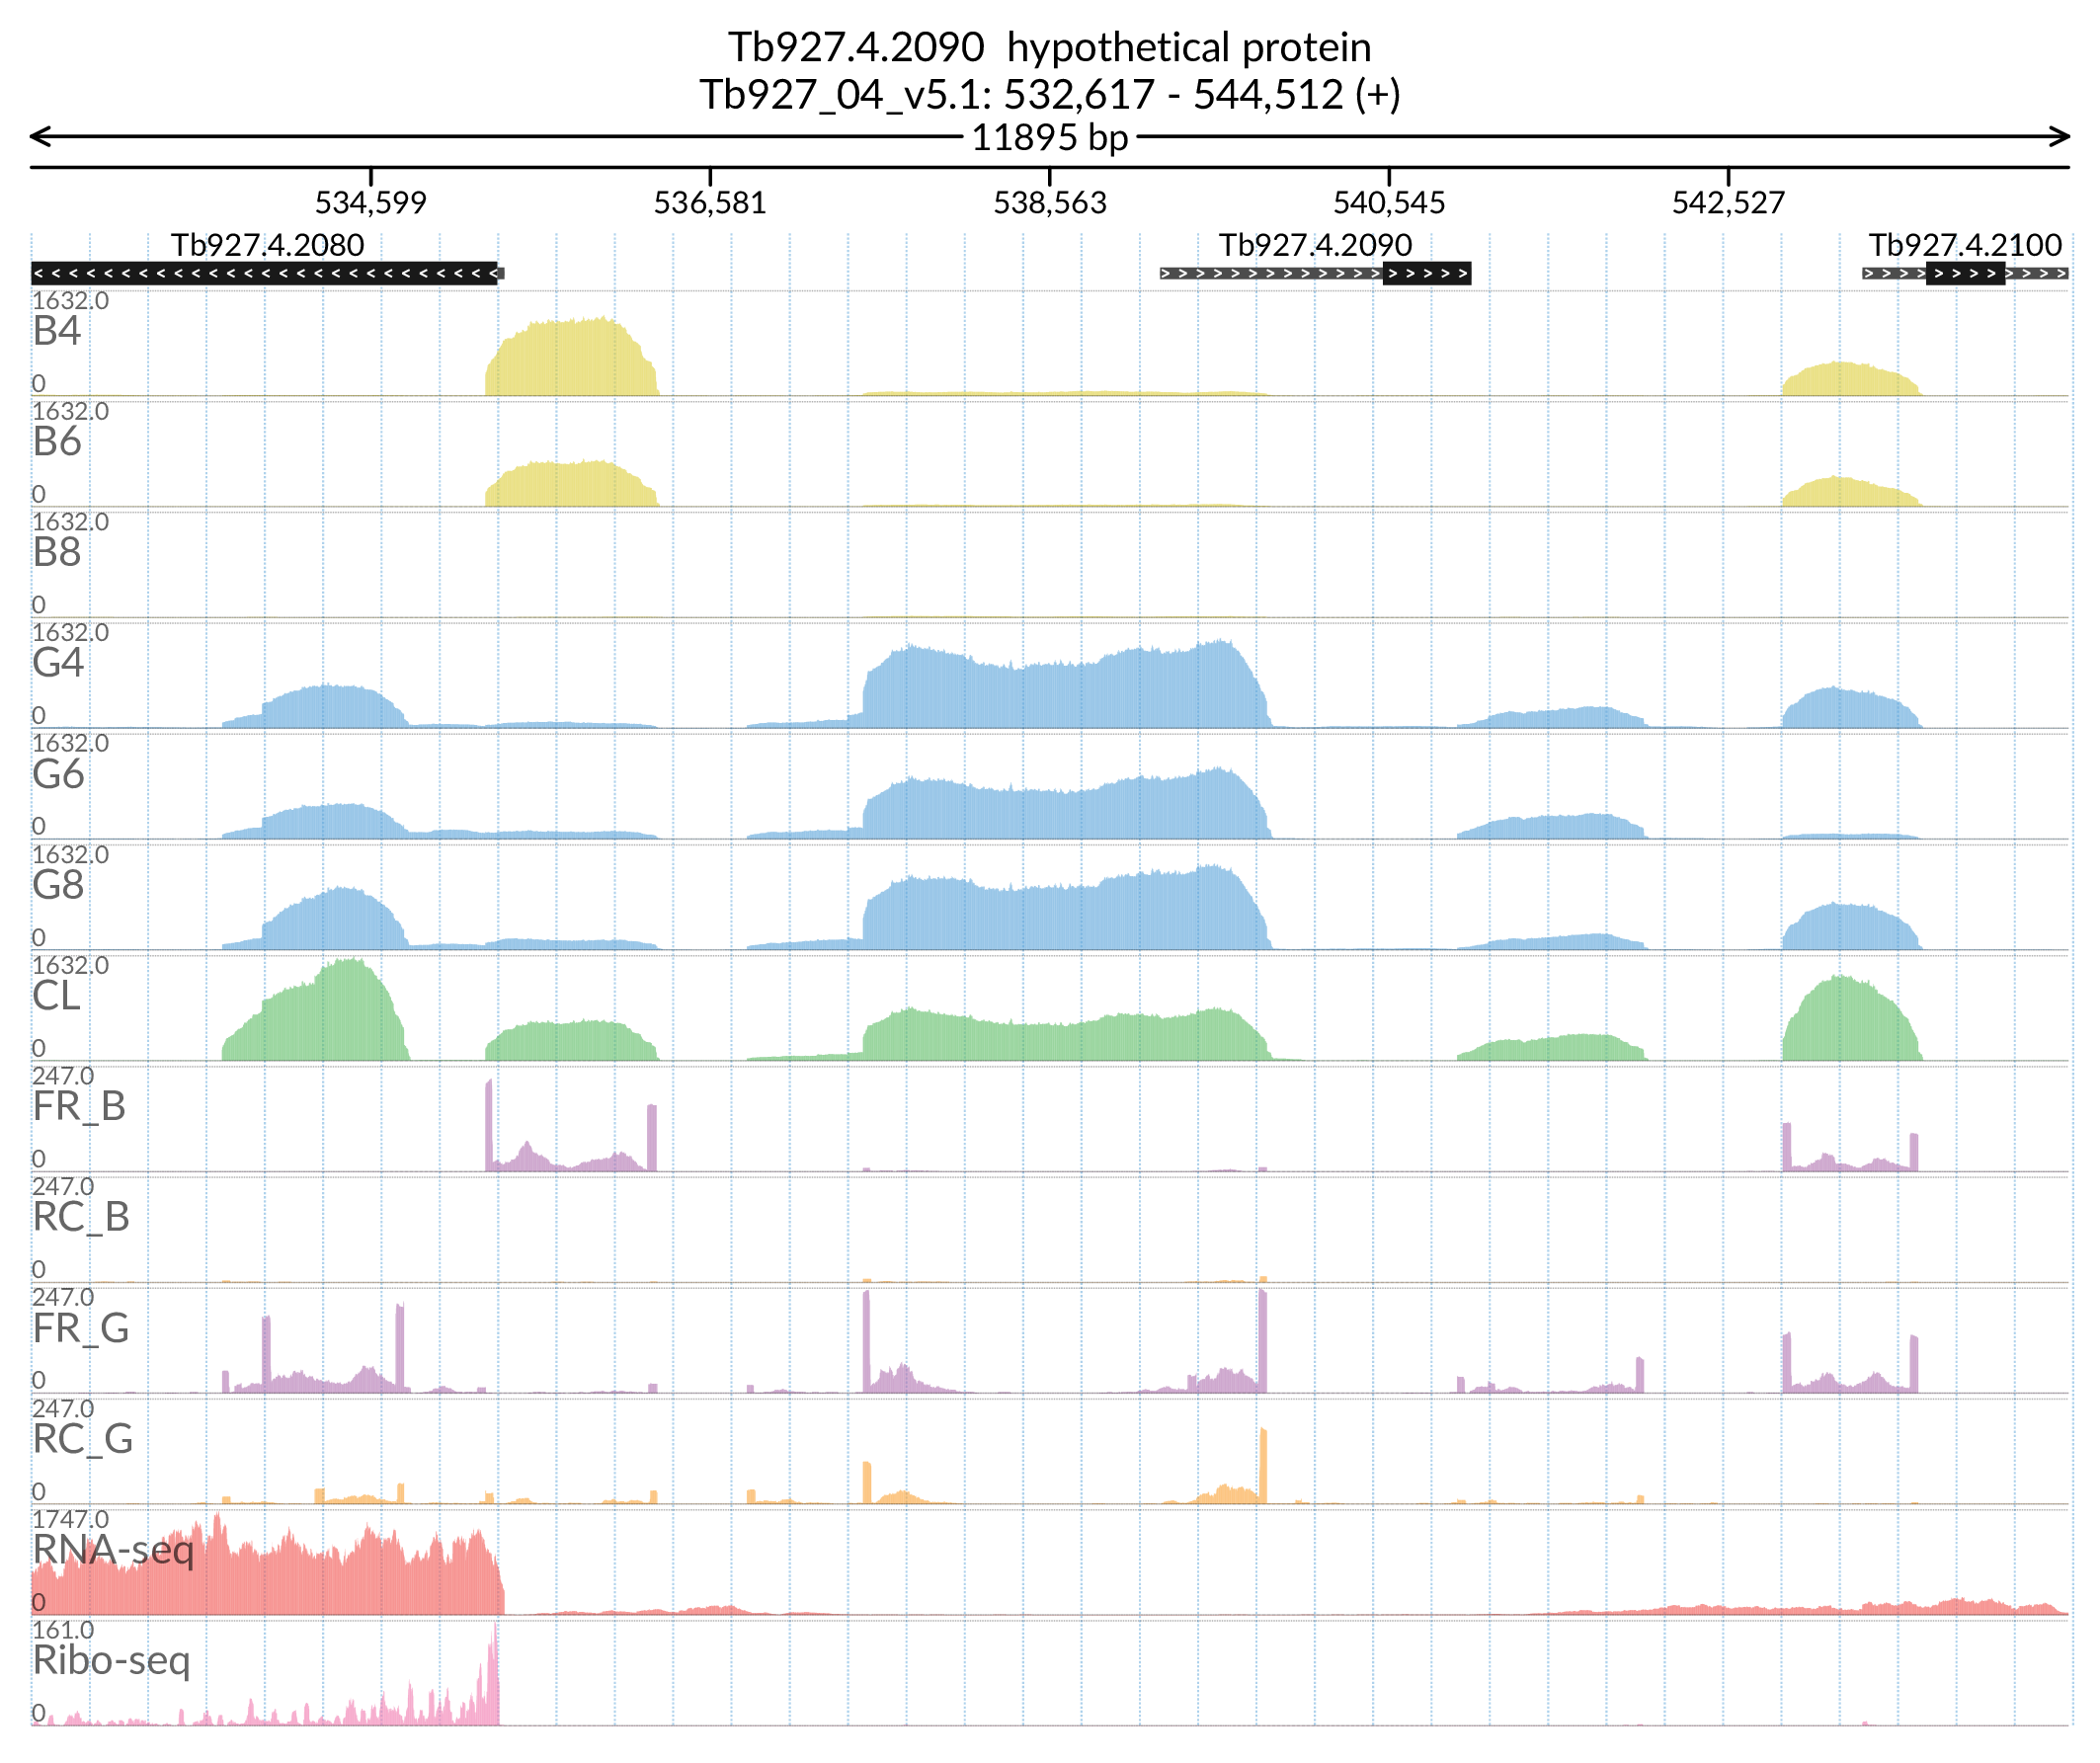 Tb927.4.2090 hypothetical protein
Tb927_04_v5.1: 532,617 - 544,512 (+)
11895 bp
534,599 536,581 538,563 540,545 542,527
Tb927.4.2080 Tb927.4.2090 Tb927.4.2100
1632.0
B4
0
1632.0
B6
0
1632.0
B8
0
1632.0
G4
0
1632.0
G6
0
1632.0
G8
0
1632.0
CL
0
247.0
FR_B
0
247.0
RC_B
0
247.0
FR_G
0
247.0
RC_G
0
1747.0
RNA-seq
0
161.0
Ribo-seq
0